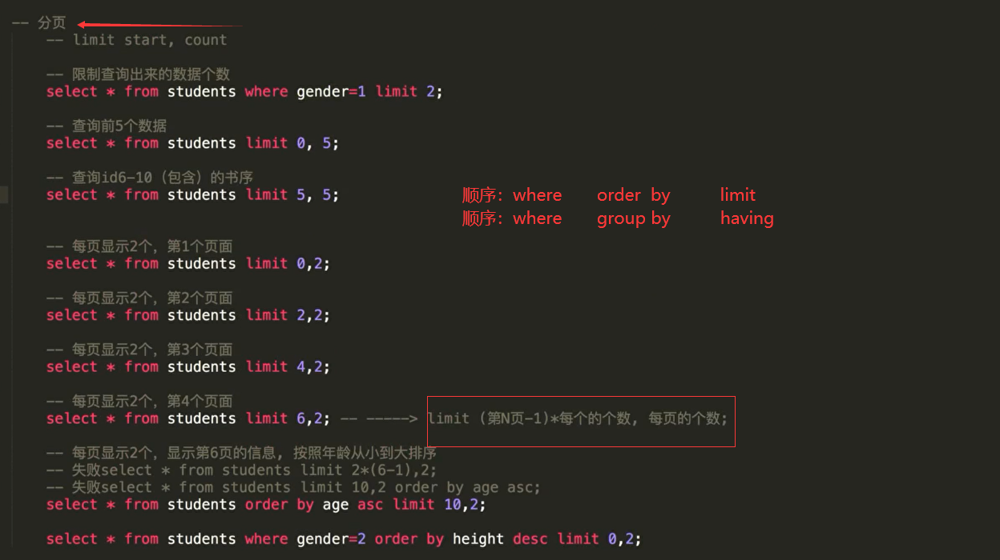 -- 分页
-- limit start, count
-- 限制查询出来的数据个数
select * from students where gender=1 limit 2;
-- 查询前5个数据
select * from students limit 0, 5;
-- 查询id6-10（包含）的书序
select * from students limit 5, 5;
顺序：where order by limit
顺序：where group by having
-- 每页显示2个，第1个页面
select * from students limit 0,2;
-- 每页显示2个，第2个页面
select * from students limit 2,2;
-- 每页显示2个，第3个页面
select * from students limit 4,2;
-- 每页显示2个，第4个页面
select * from students limit 6,2; -- -----> limit (第N页-1)*每个的个数, 每页的个数;
-- 每页显示2个，显示第6页的信息, 按照年龄从小到大排序
-- 失败select * from students limit 2*(6-1),2;
-- 失败select * from students limit 10,2 order by age asc;
select * from students order by age asc limit 10,2;
select * from students where gender=2 order by height desc limit 0,2;